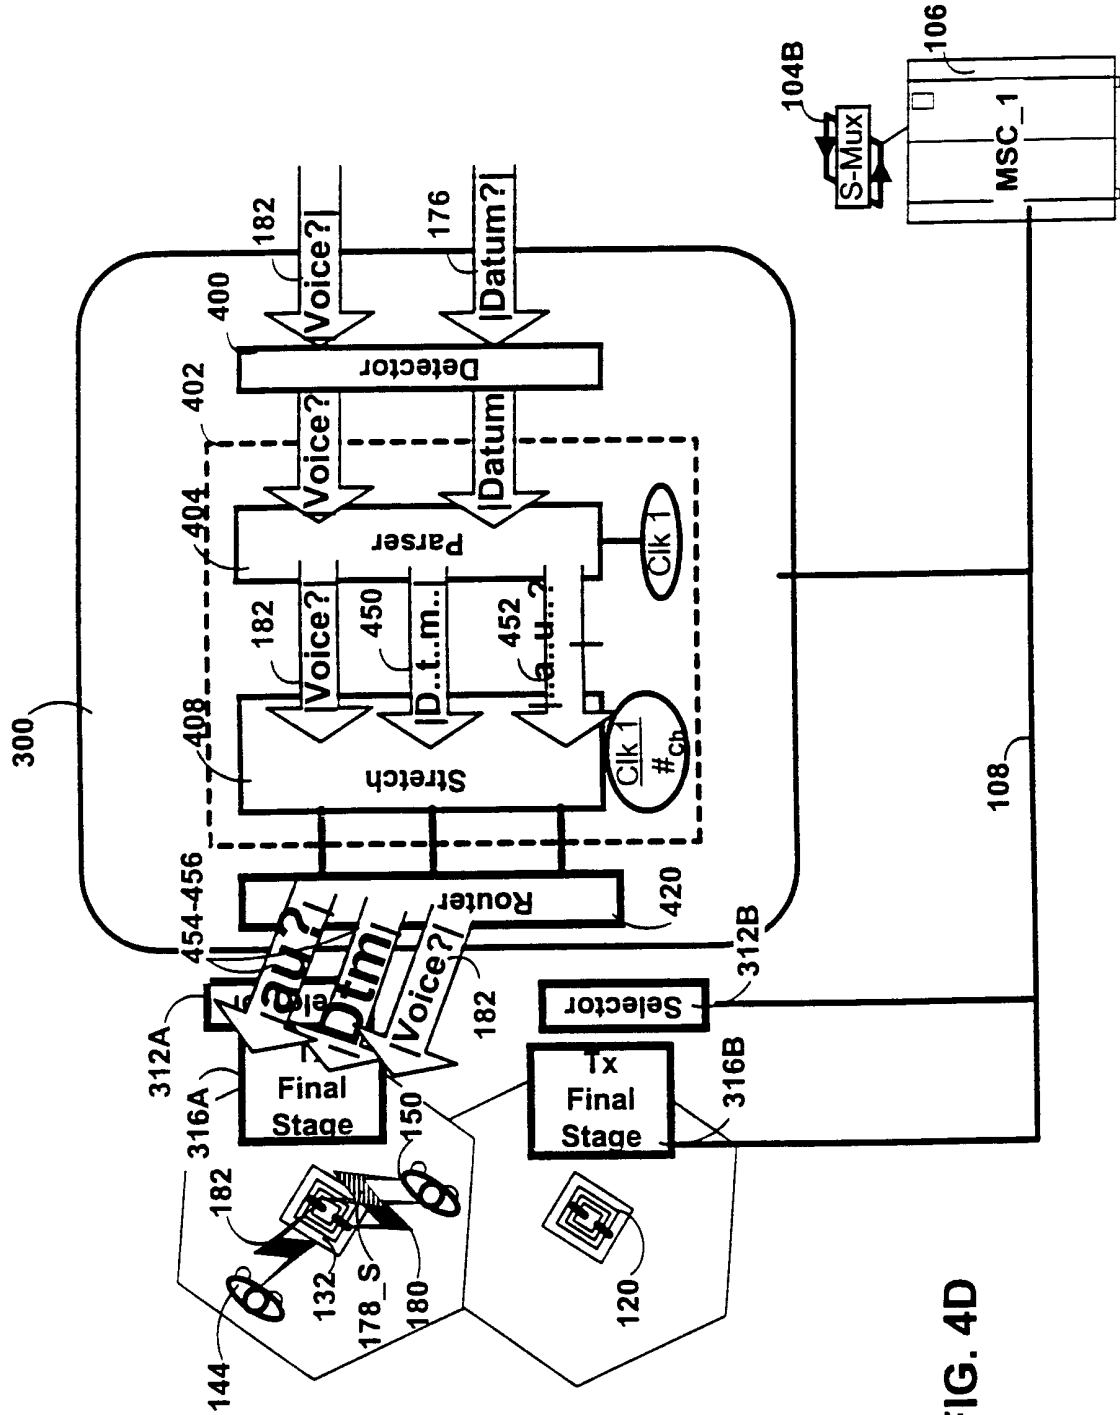 300
402
400
182
176
104B
106
|Voice?|
|Datum?|
Detector
S-Mux
MSC_1
404
|Voice?|
|Datum|
Parser
Clk 1
408
182
450
452
|Voice?|
|D..t..m..|
|..a..u..?|
Stretch
Clk 1
#Ch
454-456
Router
420
|au?|
|Dtm|
|Voice?|
182
312A
312B
Selector
108
316A
Tx
Final
Stage
316B
Tx
Final
Stage
150
182
132
178_S
180
144
120
FIG. 4D